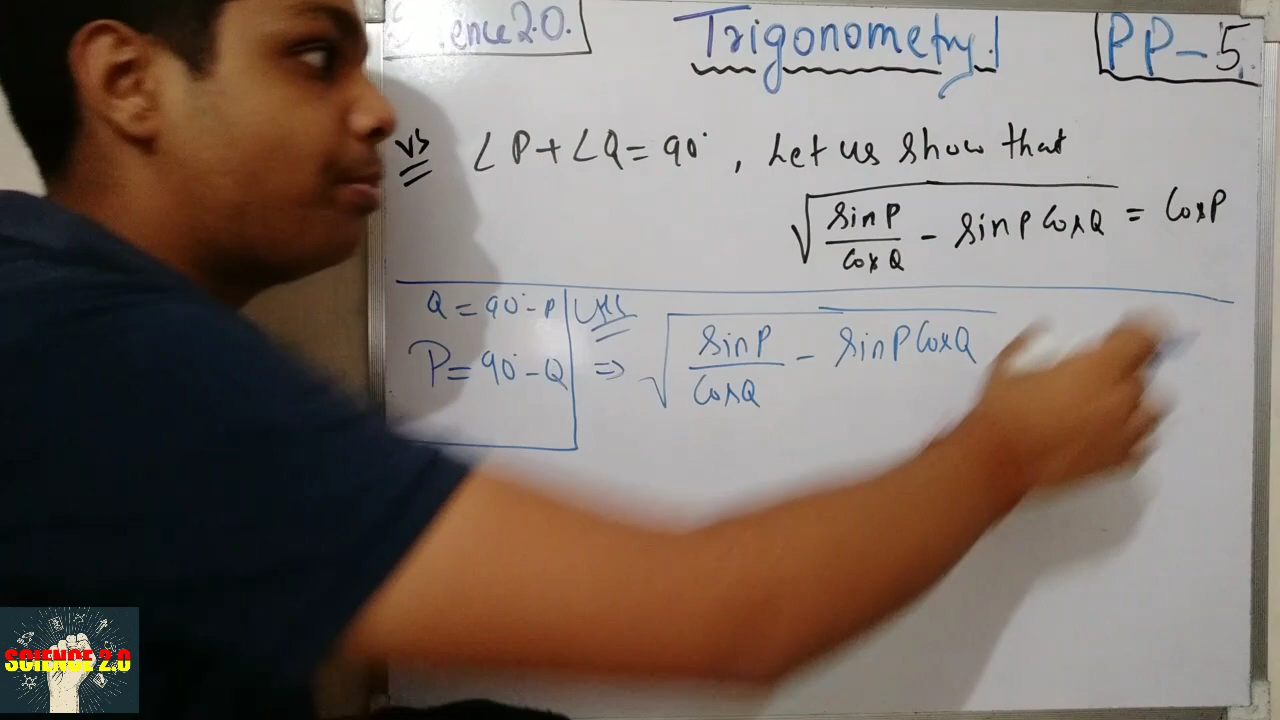 ence 2.0.
Trigonometry.
PP-5.
∠P+∠Q=90°, Let us show that
√(sinP/cosQ - sinP cosQ) = cosP
Q=90°-P
P=90°-Q
LHS
⇒ √(sinP/cosQ - sinP cosQ)
SCIENCE 2.0